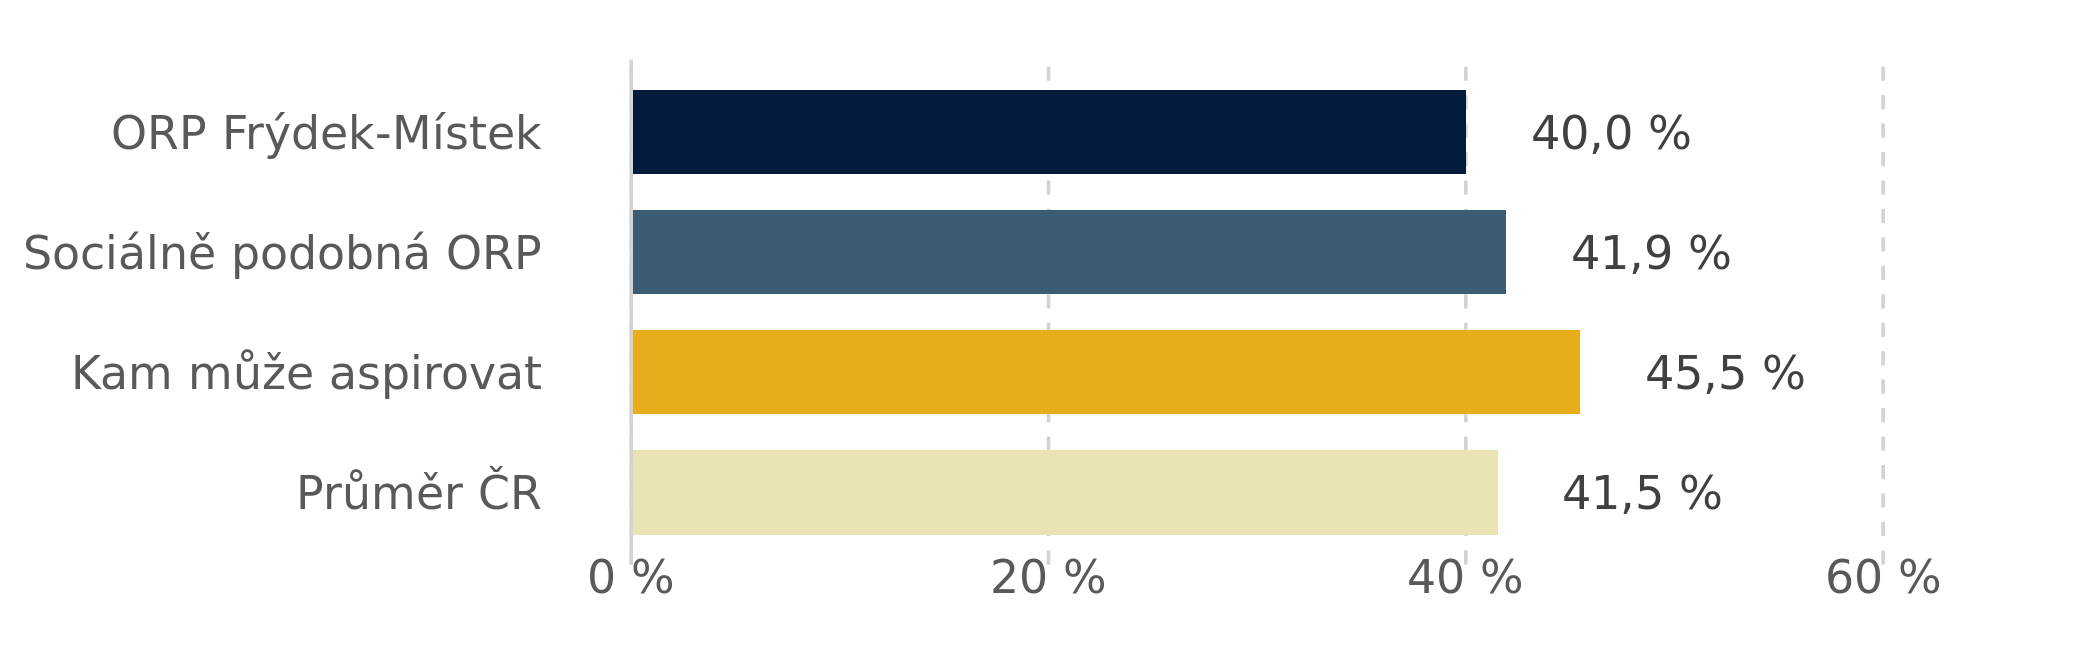 ORP Frýdek-Místek 40,0 %
Sociálně podobná ORP 41,9 %
Kam může aspirovat 45,5 %
Průměr ČR 41,5 %
0 % 20 % 40 % 60 %